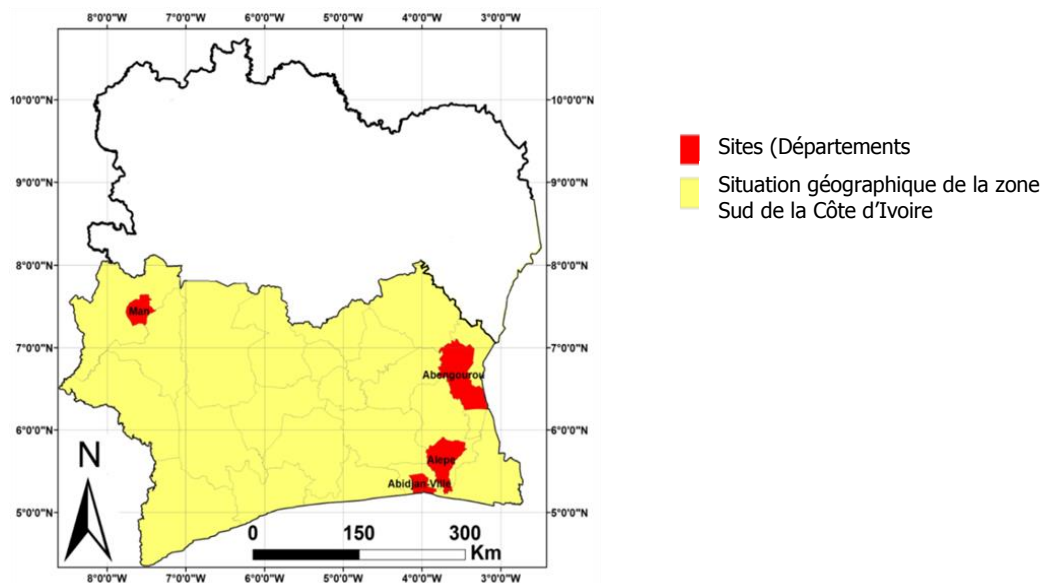 8°0'0"W 7°0'0"W 6°0'0"W 5°0'0"W 4°0'0"W 3°0'0"W
10°0'0"N 10°0'0"N
9°0'0"N 9°0'0"N
Sites (Départements
Situation géographique de la zone
Sud de la Côte d'Ivoire
8°0'0"N 8°0'0"N
Man
7°0'0"N 7°0'0"N
Abengourou
6°0'0"N 6°0'0"N
Alepe
N
Abidjan-Ville
5°0'0"N 5°0'0"N
0 150 300
Km
8°0'0"W 7°0'0"W 6°0'0"W 5°0'0"W 4°0'0"W 3°0'0"W